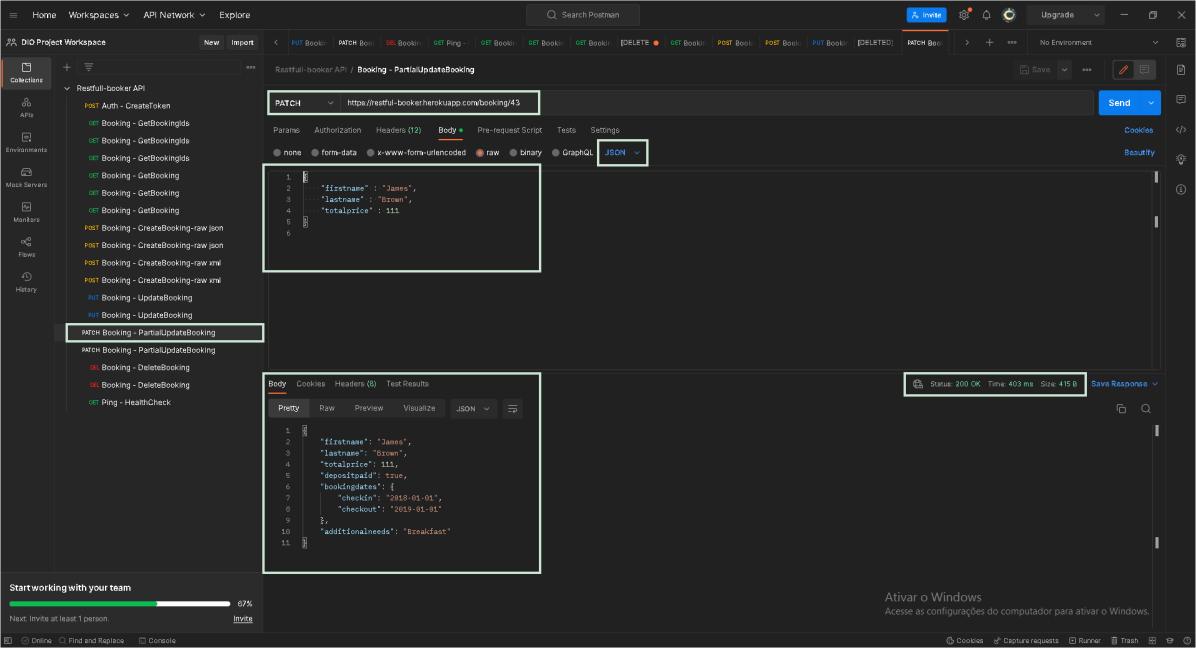 Home Workspaces API Network Explore Search Postman Invite Upgrade
DIO Project Workspace New Import PUT Bookin PATCH Boo DEL Bookin GET Ping - GET Bookin GET Bookin GET Bookin [DELETE GET Bookin POST Bookin POST Bookin PUT Bookin [DELETED] PATCH Boo No Environment
Collections
APIs
Environments
Mock Servers
Monitors
Flows
History
Restfull-booker API
POST Auth - CreateToken
GET Booking - GetBookingIds
GET Booking - GetBookingIds
GET Booking - GetBookingIds
GET Booking - GetBooking
GET Booking - GetBooking
GET Booking - GetBooking
POST Booking - CreateBooking-raw json
POST Booking - CreateBooking-raw json
POST Booking - CreateBooking-raw xml
POST Booking - CreateBooking-raw xml
PUT Booking - UpdateBooking
PUT Booking - UpdateBooking
PATCH Booking - PartialUpdateBooking
PATCH Booking - PartialUpdateBooking
DEL Booking - DeleteBooking
DEL Booking - DeleteBooking
GET Ping - HealthCheck
Start working with your team
67%
Next: Invite at least 1 person. Invite
Restfull-booker API / Booking - PartialUpdateBooking Save
PATCH https://restful-booker.herokuapp.com/booking/43 Send
Params Authorization Headers (12) Body Pre-request Script Tests Settings Cookies
none form-data x-www-form-urlencoded raw binary GraphQL JSON Beautify
1 {
2 "firstname" : "James",
3 "lastname" : "Brown",
4 "totalprice" : 111
5 }
6
Body Cookies Headers (8) Test Results Status: 200 OK Time: 403 ms Size: 415 B Save Response
Pretty Raw Preview Visualize JSON
1 {
2 "firstname": "James",
3 "lastname": "Brown",
4 "totalprice": 111,
5 "depositpaid": true,
6 "bookingdates": {
7 "checkin": "2018-01-01",
8 "checkout": "2019-01-01"
9 },
10 "additionalneeds": "Breakfast"
11 }
Ativar o Windows
Acesse as configurações do computador para ativar o Windows.
Online Find and Replace Console Cookies Capture requests Runner Trash